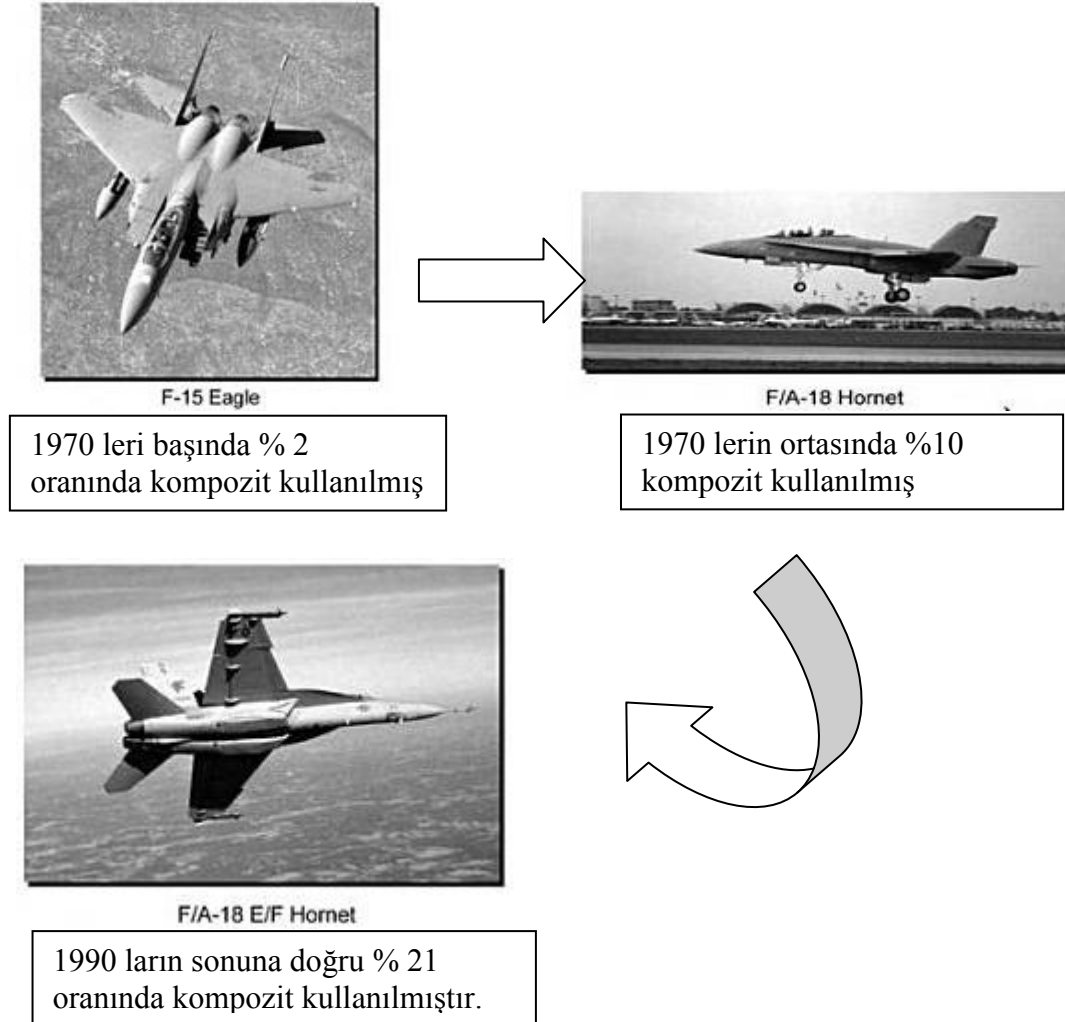 F-15 Eagle
1970 leri başında % 2
oranında kompozit kullanılmış
F/A-18 Hornet
1970 lerin ortasında %10
kompozit kullanılmış
F/A-18 E/F Hornet
1990 ların sonuna doğru % 21
oranında kompozit kullanılmıştır.